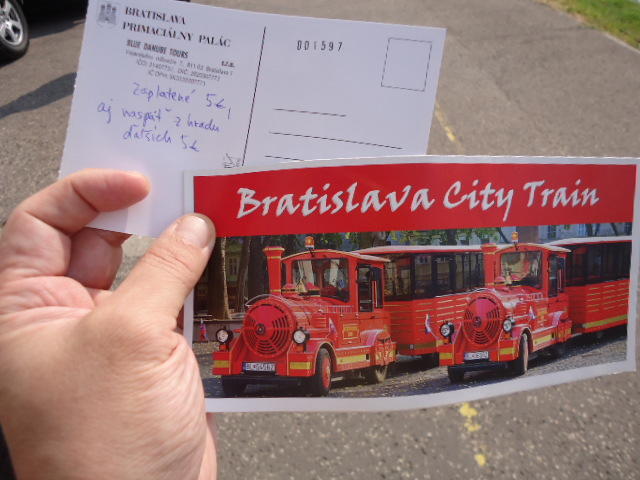 BRATISLAVA
PRIMACIÁLNY PALÁC
BLUE DANUBE TOURS s.r.o.
001597
Zaplatené 5€,
aj naspäť z hradu
ďalších 5€
Bratislava City Train